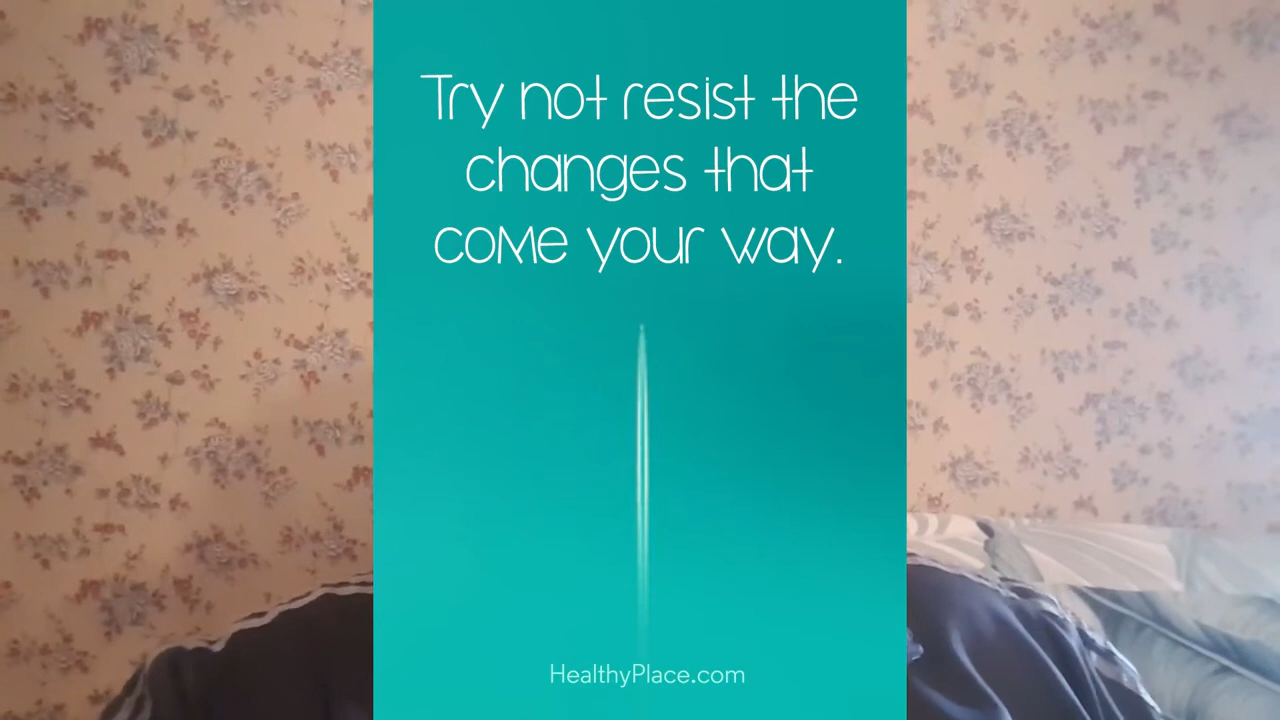 Try not resist the
changes that
come your way.
HealthyPlace.com